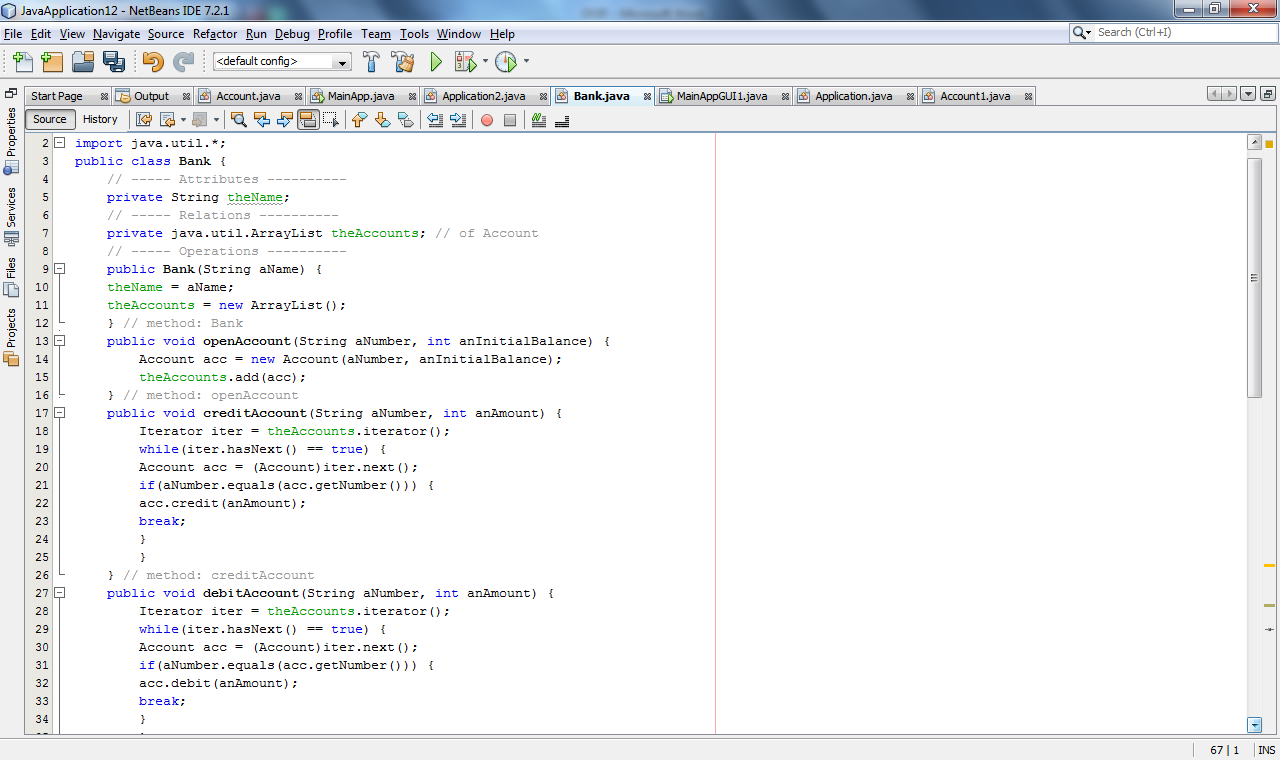 JavaApplication12 - NetBeans IDE 7.2.1
File Edit View Navigate Source Refactor Run Debug Profile Team Tools Window Help
Search (Ctrl+I)
<default config>
Start Page Output Account.java MainApp.java Application2.java Bank.java MainAppGUI1.java Application.java Account1.java
Source History
Properties
Services
Files
Projects
2 import java.util.*;
3 public class Bank {
4 // ----- Attributes ----------
5 private String theName;
6 // ----- Relations ----------
7 private java.util.ArrayList theAccounts; // of Account
8 // ----- Operations ----------
9 public Bank(String aName) {
10 theName = aName;
11 theAccounts = new ArrayList();
12 } // method: Bank
13 public void openAccount(String aNumber, int anInitialBalance) {
14 Account acc = new Account(aNumber, anInitialBalance);
15 theAccounts.add(acc);
16 } // method: openAccount
17 public void creditAccount(String aNumber, int anAmount) {
18 Iterator iter = theAccounts.iterator();
19 while(iter.hasNext() == true) {
20 Account acc = (Account)iter.next();
21 if(aNumber.equals(acc.getNumber())) {
22 acc.credit(anAmount);
23 break;
24 }
25 }
26 } // method: creditAccount
27 public void debitAccount(String aNumber, int anAmount) {
28 Iterator iter = theAccounts.iterator();
29 while(iter.hasNext() == true) {
30 Account acc = (Account)iter.next();
31 if(aNumber.equals(acc.getNumber())) {
32 acc.debit(anAmount);
33 break;
34 }
67 | 1 INS